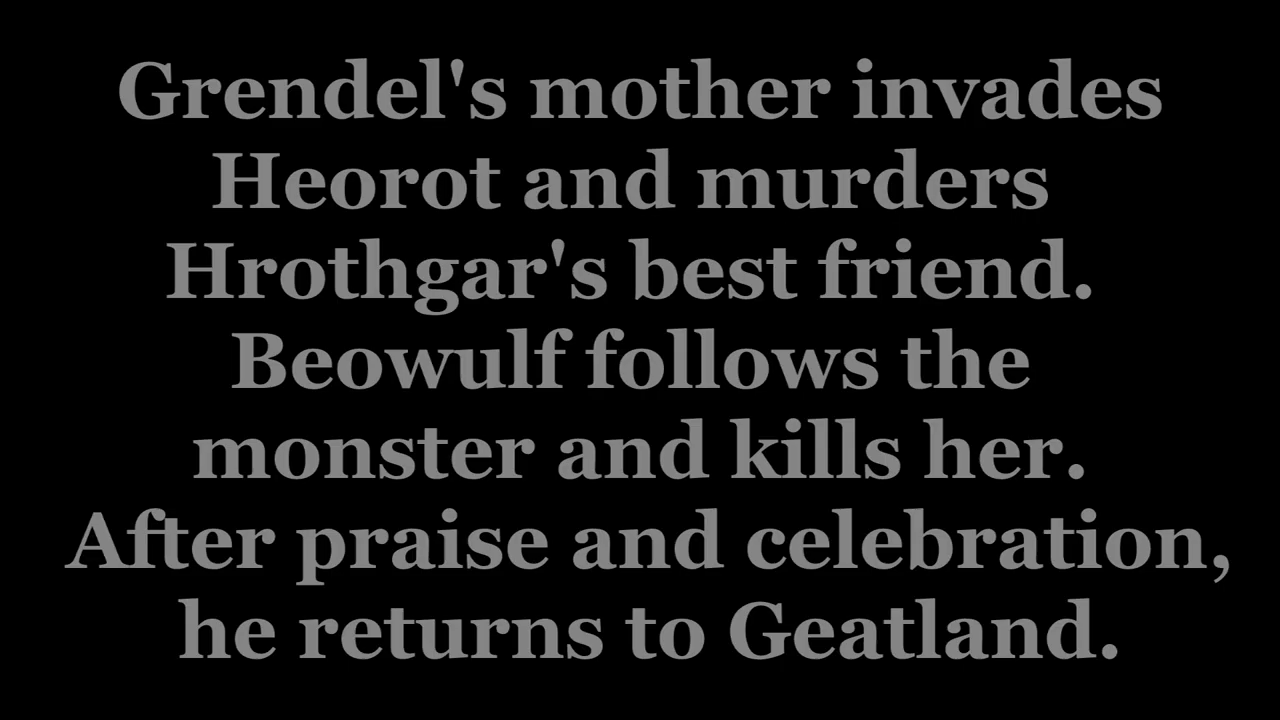 Grendel's mother invades
Heorot and murders
Hrothgar's best friend.
Beowulf follows the
monster and kills her.
After praise and celebration,
he returns to Geatland.